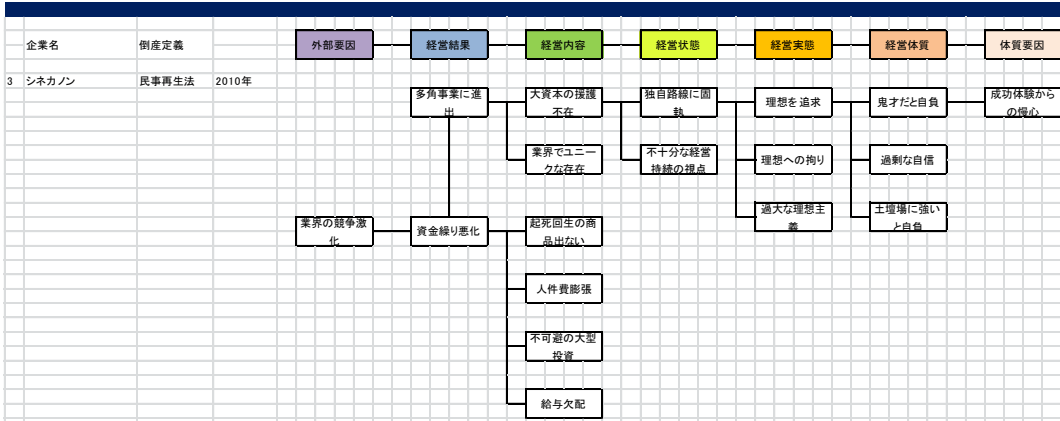 企業名 倒産定義 外部要因 経営結果 経営内容 経営状態 経営実態 経営体質 体質要因
3 シネカノン 民事再生法 2010年
多角事業に進
出
大資本の援護
不在
独自路線に固
執
理想を追求
鬼才だと自負
成功体験から
の慢心
業界でユニー
クな存在
不十分な経営
持続の視点
理想への拘り
過剰な自信
過大な理想主
義
土壇場に強い
と自負
業界の競争激
化
資金繰り悪化
起死回生の商
品出ない
人件費膨張
不可避の大型
投資
給与欠配